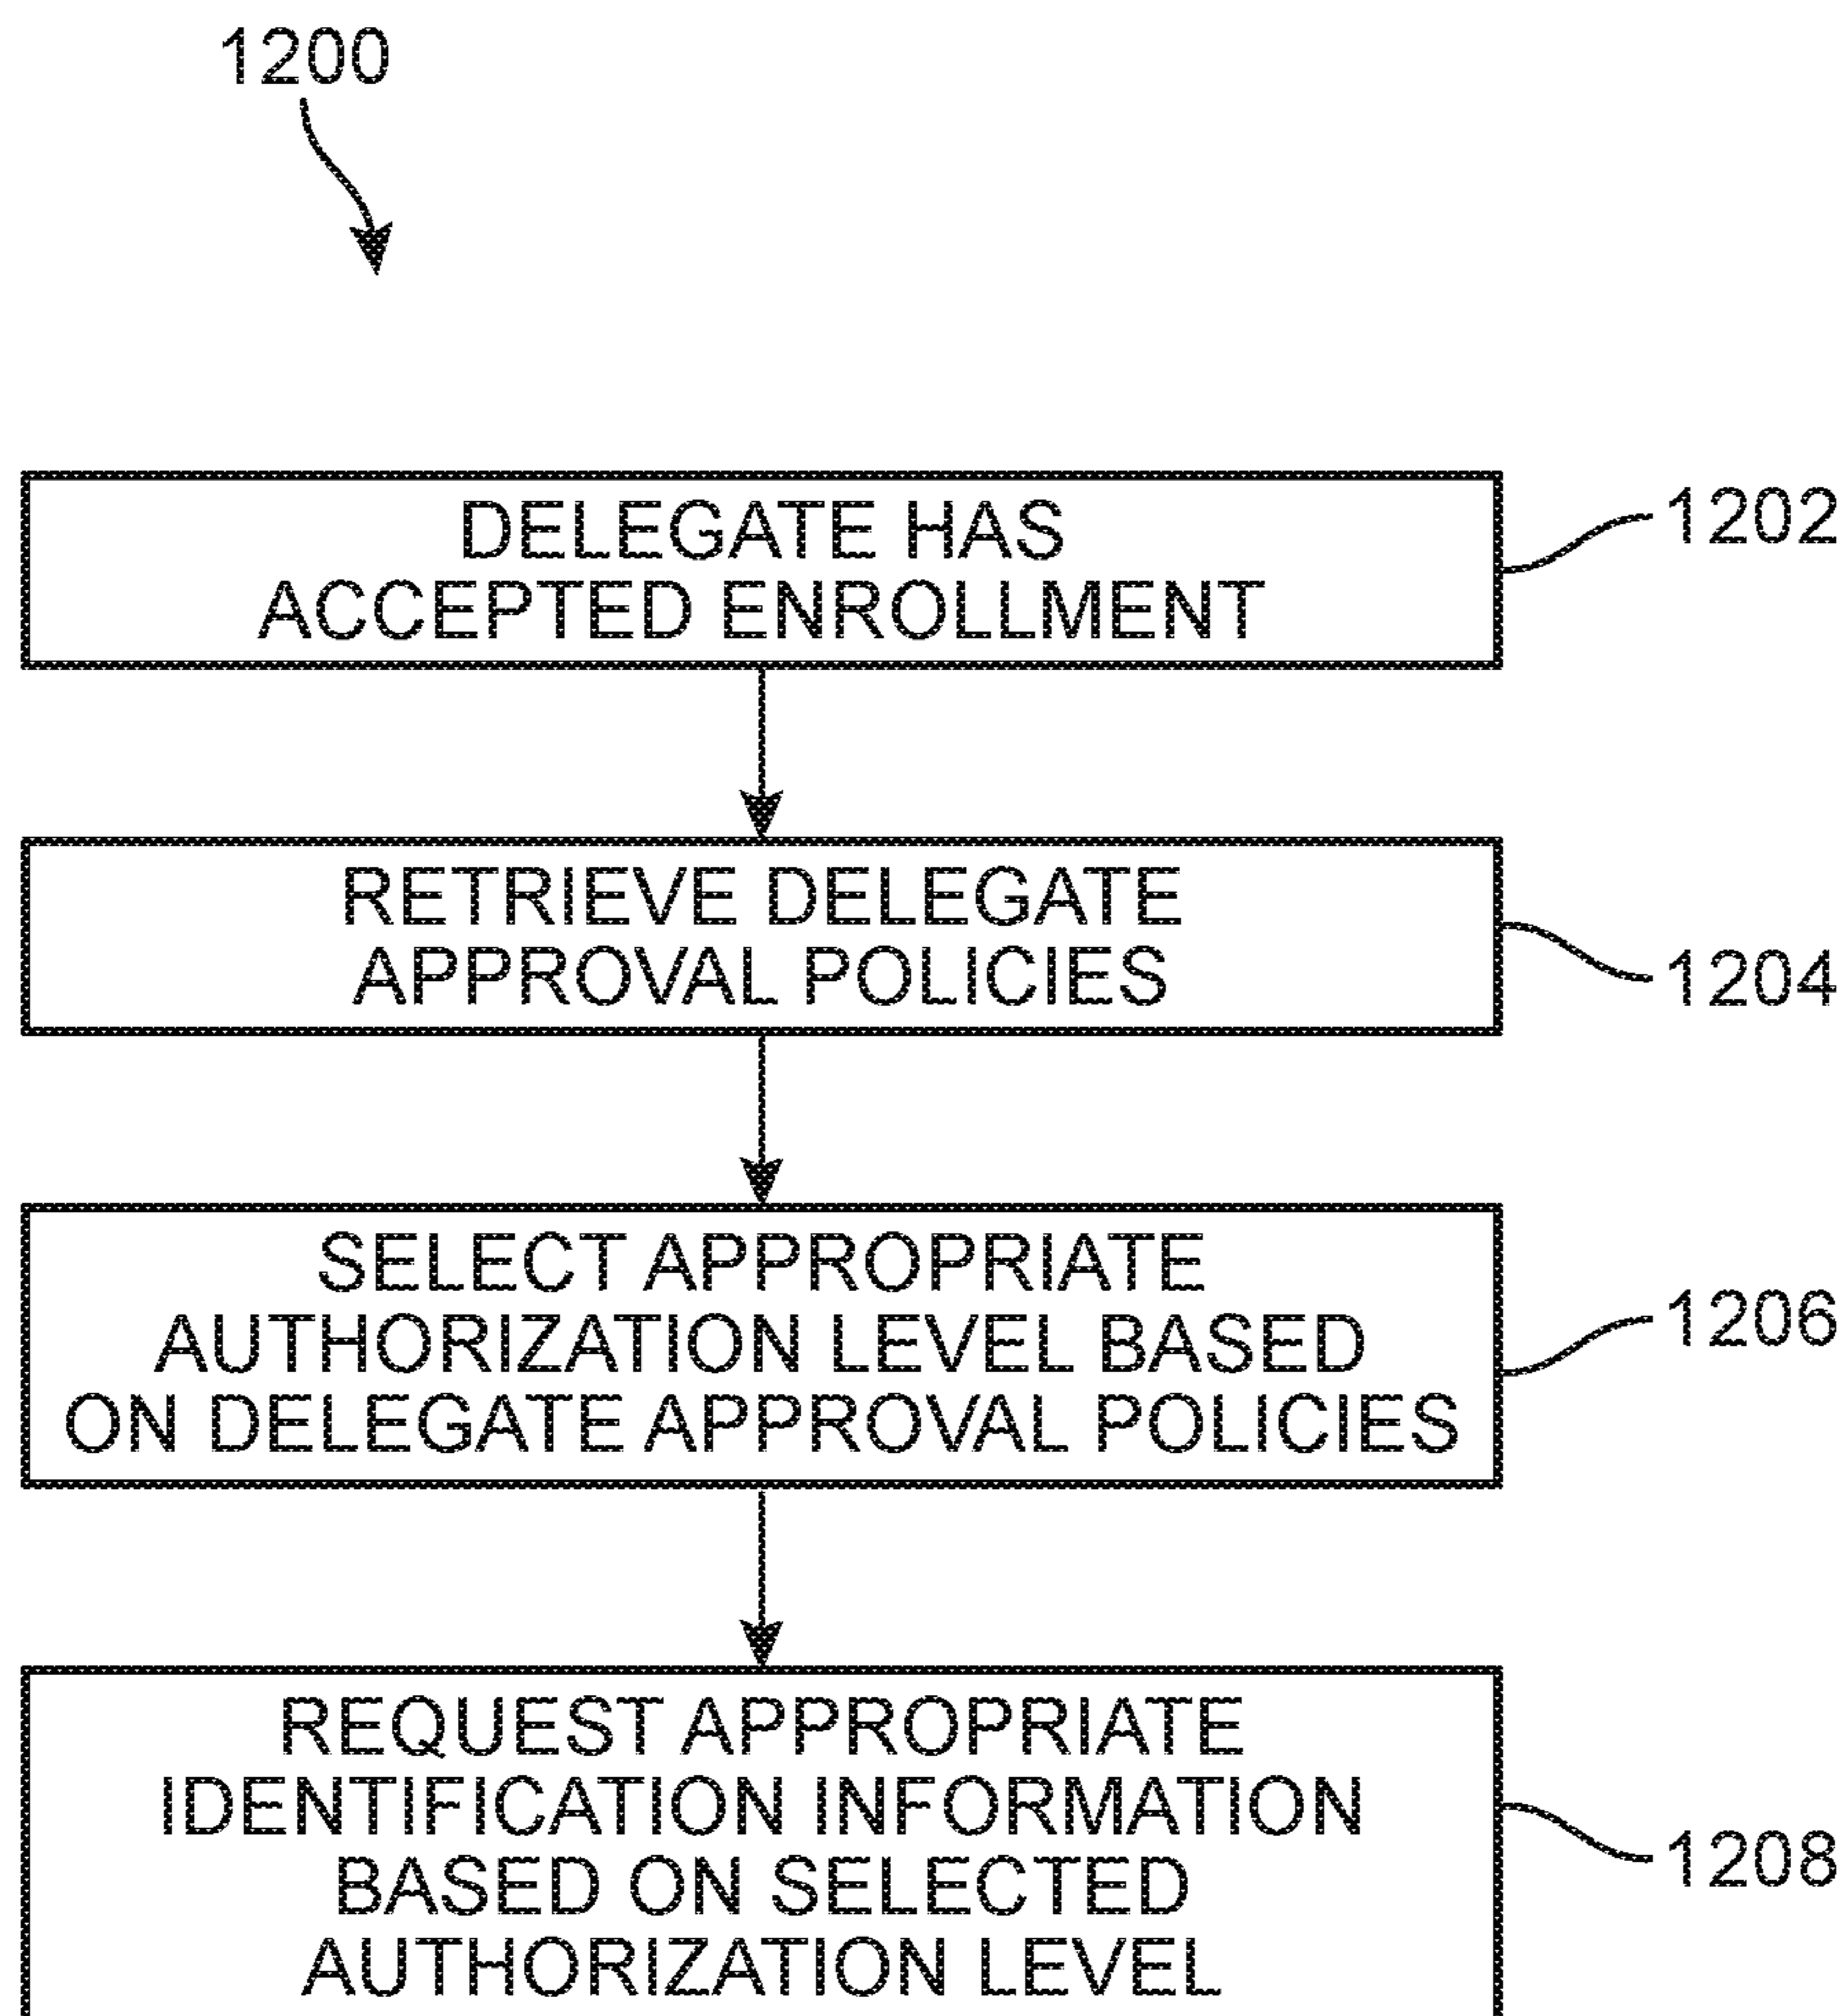 1200
DELEGATE HAS
ACCEPTED ENROLLMENT
1202
RETRIEVE DELEGATE
APPROVAL POLICIES
1204
SELECT APPROPRIATE
AUTHORIZATION LEVEL BASED
ON DELEGATE APPROVAL POLICIES
1206
REQUEST APPROPRIATE
IDENTIFICATION INFORMATION
BASED ON SELECTED
AUTHORIZATION LEVEL
1208